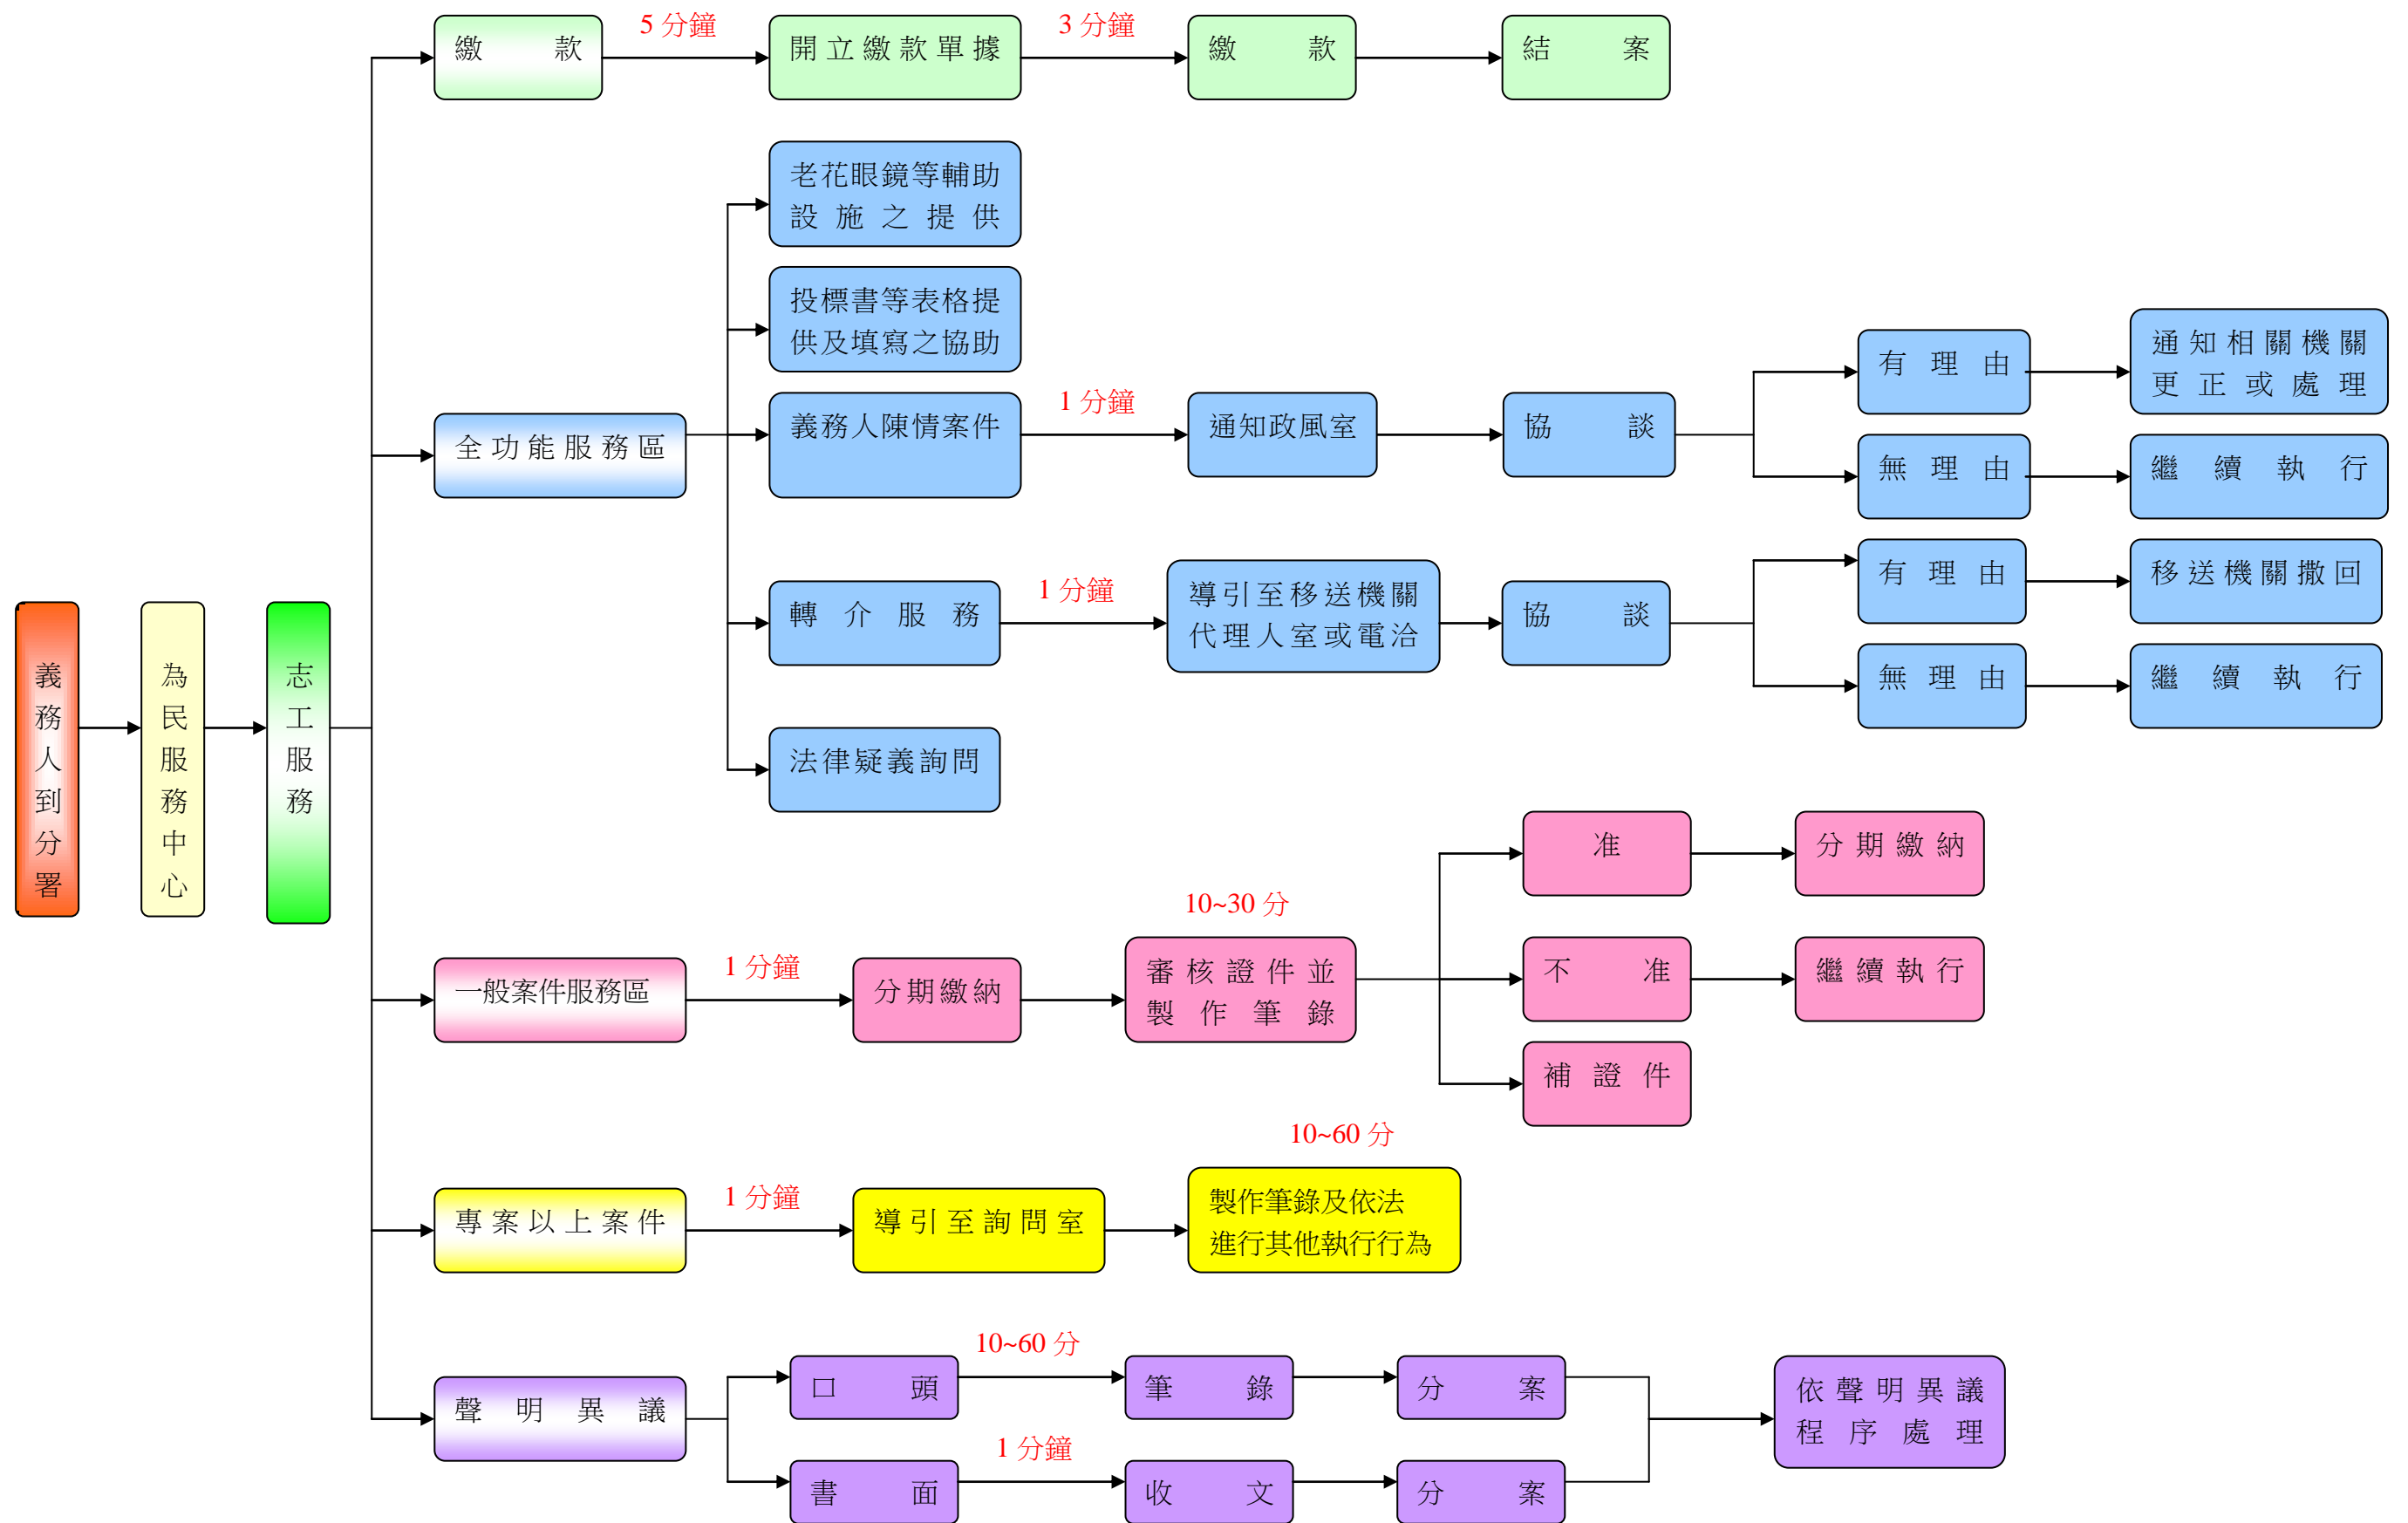 義務人到分署
為民服務中心
志工服務
繳款
5 分鐘
開立繳款單據
3 分鐘
繳款
結案
全功能服務區
老花眼鏡等輔助
設施之提供
投標書等表格提
供及填寫之協助
義務人陳情案件
1 分鐘
通知政風室
協談
有理由
通知相關機關
更正或處理
無理由
繼續執行
轉介服務
1 分鐘
導引至移送機關
代理人室或電洽
協談
有理由
移送機關撤回
無理由
繼續執行
法律疑義詢問
一般案件服務區
1 分鐘
分期繳納
10~30 分
審核證件並
製作筆錄
准
分期繳納
不准
繼續執行
補證件
專案以上案件
1 分鐘
導引至詢問室
10~60 分
製作筆錄及依法
進行其他執行行為
聲明異議
口頭
10~60 分
筆錄
分案
書面
1 分鐘
收文
分案
依聲明異議
程序處理